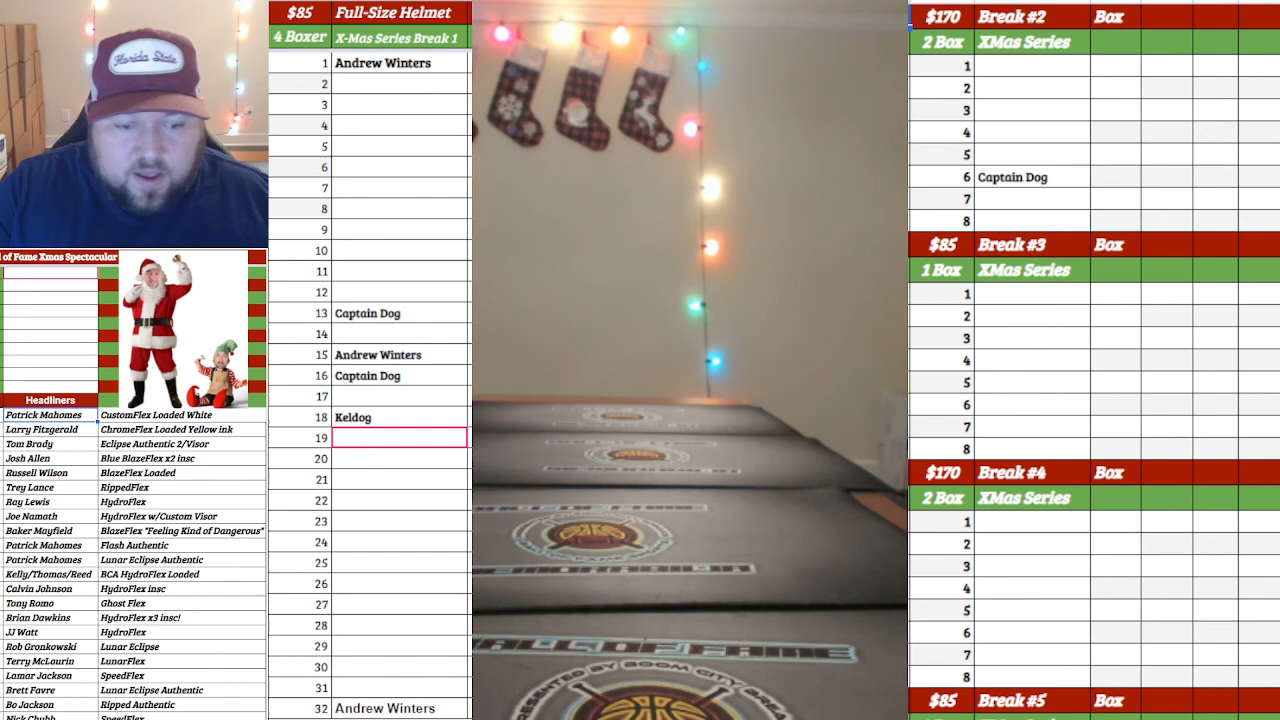 Florida State
l of Fame Xmas Spectacular
Headliners
Patrick Mahomes CustomFlex Loaded White
Larry Fitzgerald ChromeFlex Loaded Yellow ink
Tom Brady Eclipse Authentic 2/Visor
Josh Allen Blue BlazeFlex x2 insc
Russell Wilson BlazeFlex Loaded
Trey Lance RippedFlex
Ray Lewis HydroFlex
Joe Namath HydroFlex w/Custom Visor
Baker Mayfield BlazeFlex "Feeling Kind of Dangerous"
Patrick Mahomes Flash Authentic
Patrick Mahomes Lunar Eclipse Authentic
Kelly/Thomas/Reed BCA HydroFlex Loaded
Calvin Johnson HydroFlex insc
Tony Romo Ghost Flex
Brian Dawkins HydroFlex x3 insc!
JJ Watt HydroFlex
Rob Gronkowski Lunar Eclipse
Terry McLaurin LunarFlex
Lamar Jackson SpeedFlex
Brett Favre Lunar Eclipse Authentic
Bo Jackson Ripped Authentic
Nick Chubb SpeedFlex
$85 Full-Size Helmet
4 Boxer X-Mas Series Break 1
1 Andrew Winters
2
3
4
5
6
7
8
9
10
11
12
13 Captain Dog
14
15 Andrew Winters
16 Captain Dog
17
18 Keldog
19
20
21
22
23
24
25
26
27
28
29
30
31
32 Andrew Winters
ALL OF FAME
PRESENTED BY BOOM CITY BREA
$170 Break #2 Box
2 Box XMas Series
1
2
3
4
5
6 Captain Dog
7
8
$85 Break #3 Box
1 Box XMas Series
1
2
3
4
5
6
7
8
$170 Break #4 Box
2 Box XMas Series
1
2
3
4
5
6
7
8
$85 Break #5 Box